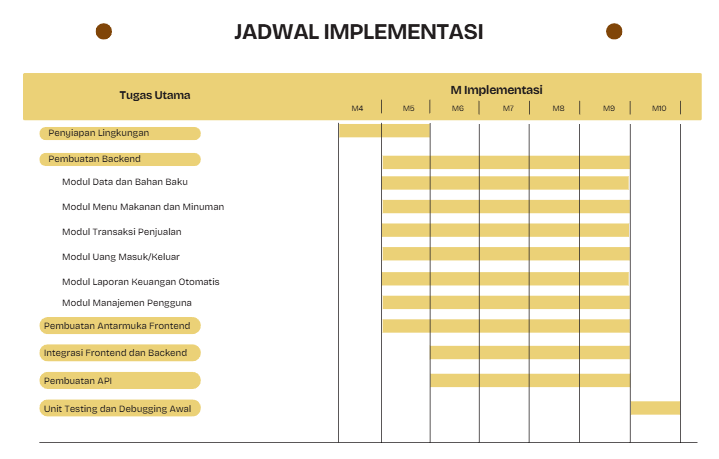 JADWAL IMPLEMENTASI
Tugas Utama
M Implementasi
M4 M5 M6 M7 M8 M9 M10
Penyiapan Lingkungan
Pembuatan Backend
Modul Data dan Bahan Baku
Modul Menu Makanan dan Minuman
Modul Transaksi Penjualan
Modul Uang Masuk/Keluar
Modul Laporan Keuangan Otomatis
Modul Manajemen Pengguna
Pembuatan Antarmuka Frontend
Integrasi Frontend dan Backend
Pembuatan API
Unit Testing dan Debugging Awal